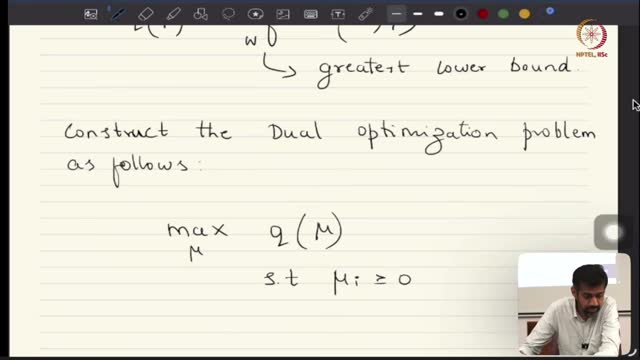 w
→ greatest lower bound.
construct the Dual optimization problem
as follows:
max q(μ)
μ
s.t μi ≥ 0
NPTEL, IISc